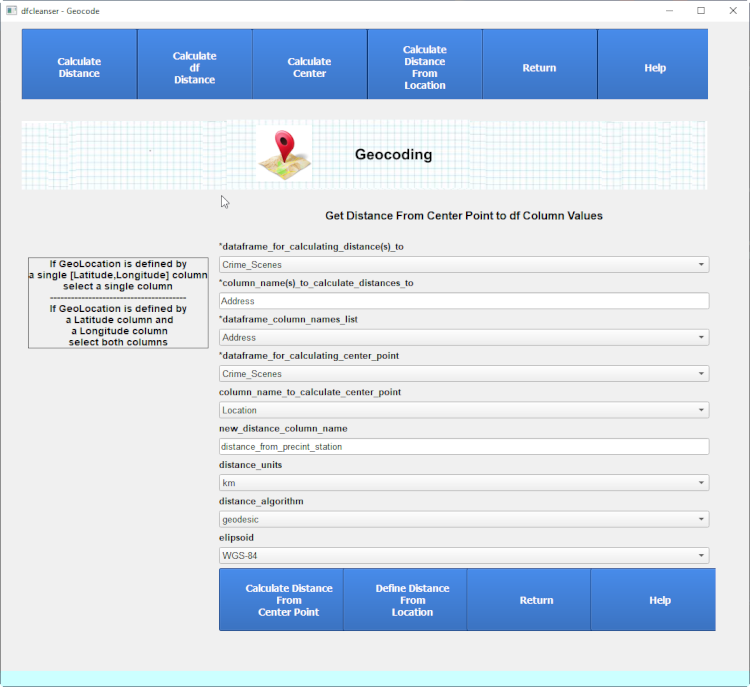 dfcleanser - Geocode
Calculate
Distance
Calculate
df
Distance
Calculate
Center
Calculate
Distance
From
Location
Return
Help
Geocoding
Get Distance From Center Point to df Column Values
If GeoLocation is defined by
a single [Latitude,Longitude] column
select a single column
---------------------------------------
If GeoLocation is defined by
a Latitude column and
a Longitude column
select both columns
*dataframe_for_calculating_distance(s)_to
Crime_Scenes
*column_name(s)_to_calculate_distances_to
Address
*dataframe_column_names_list
Address
*dataframe_for_calculating_center_point
Crime_Scenes
column_name_to_calculate_center_point
Location
new_distance_column_name
distance_from_precint_station
distance_units
km
distance_algorithm
geodesic
elipsoid
WGS-84
Calculate Distance
From
Center Point
Define Distance
From
Location
Return
Help